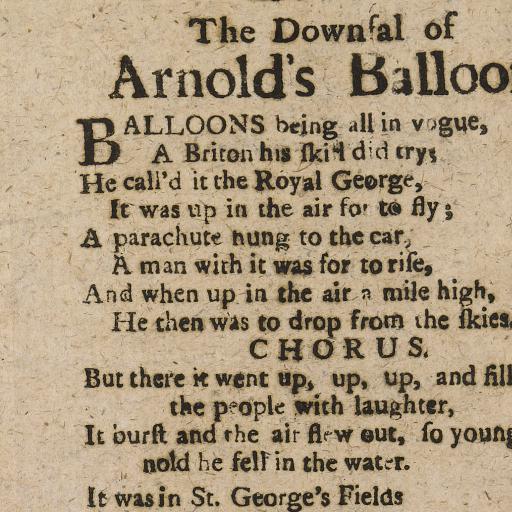 The Downfal of
Arnold's Balloo
BALLOONS being all in vogue,
A Briton his ſkill did try;
He call'd it the Royal George,
It was up in the air for to fly;
A parachute hung to the car,
A man with it was for to riſe,
And when up in the air a mile high,
He then was to drop from the ſkies.
CHORUS.
But there it went up, up, up, and fill
the people with laughter,
It burſt and the air flew out, ſo young
nold he fell in the water.
It was in St. George's Fields